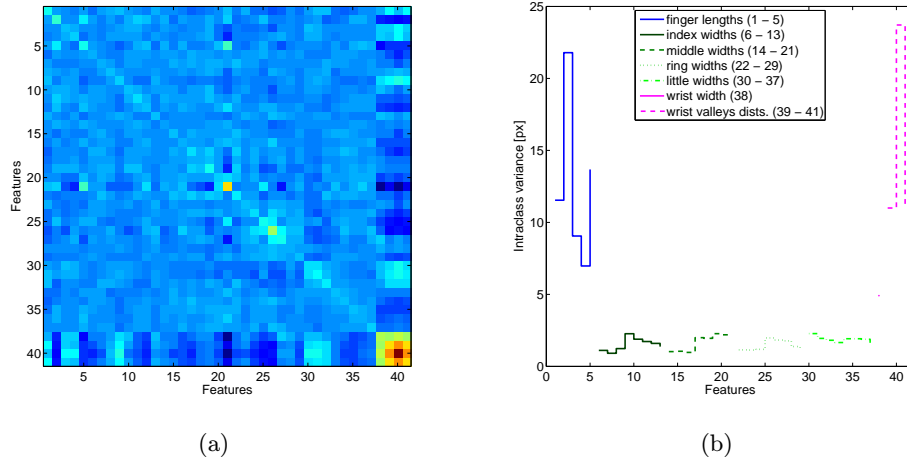 5
10
15
20
25
30
35
40
Features
5 10 15 20 25 30 35 40
Features
(a)
25
20
15
10
5
0
Intraclass variance [px]
finger lengths (1 − 5)
index widths (6 − 13)
middle widths (14 − 21)
ring widths (22 − 29)
little widths (30 − 37)
wrist width (38)
wrist valleys dists. (39 − 41)
0 5 10 15 20 25 30 35 40
Features
(b)